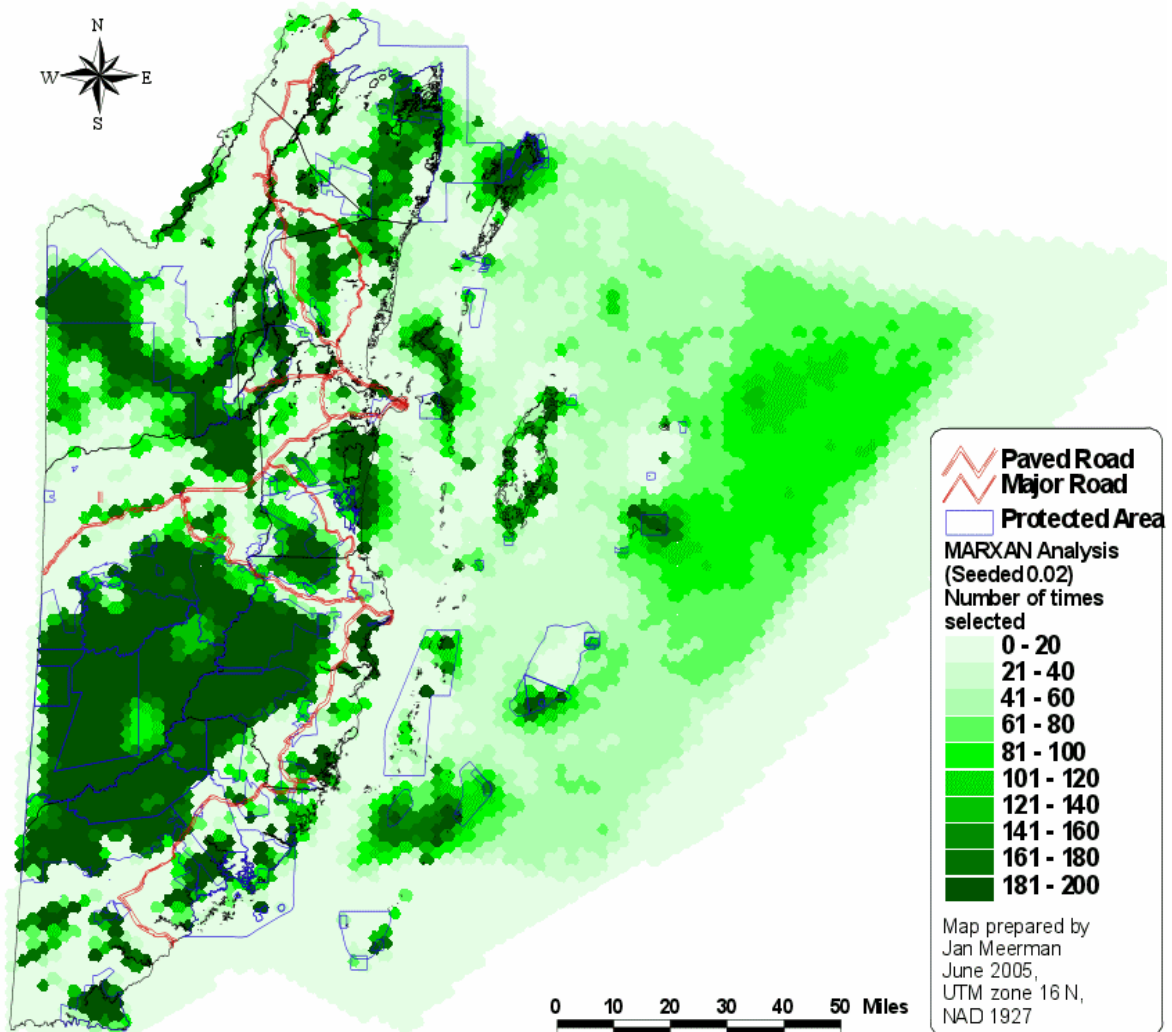 N
W E
S
Paved Road
Major Road
Protected Area
MARXAN Analysis
(Seeded 0.02)
Number of times
selected
0 - 20
21 - 40
41 - 60
61 - 80
81 - 100
101 - 120
121 - 140
141 - 160
161 - 180
181 - 200
Map prepared by
Jan Meerman
June 2005,
UTM zone 16 N,
NAD 1927
0 10 20 30 40 50 Miles